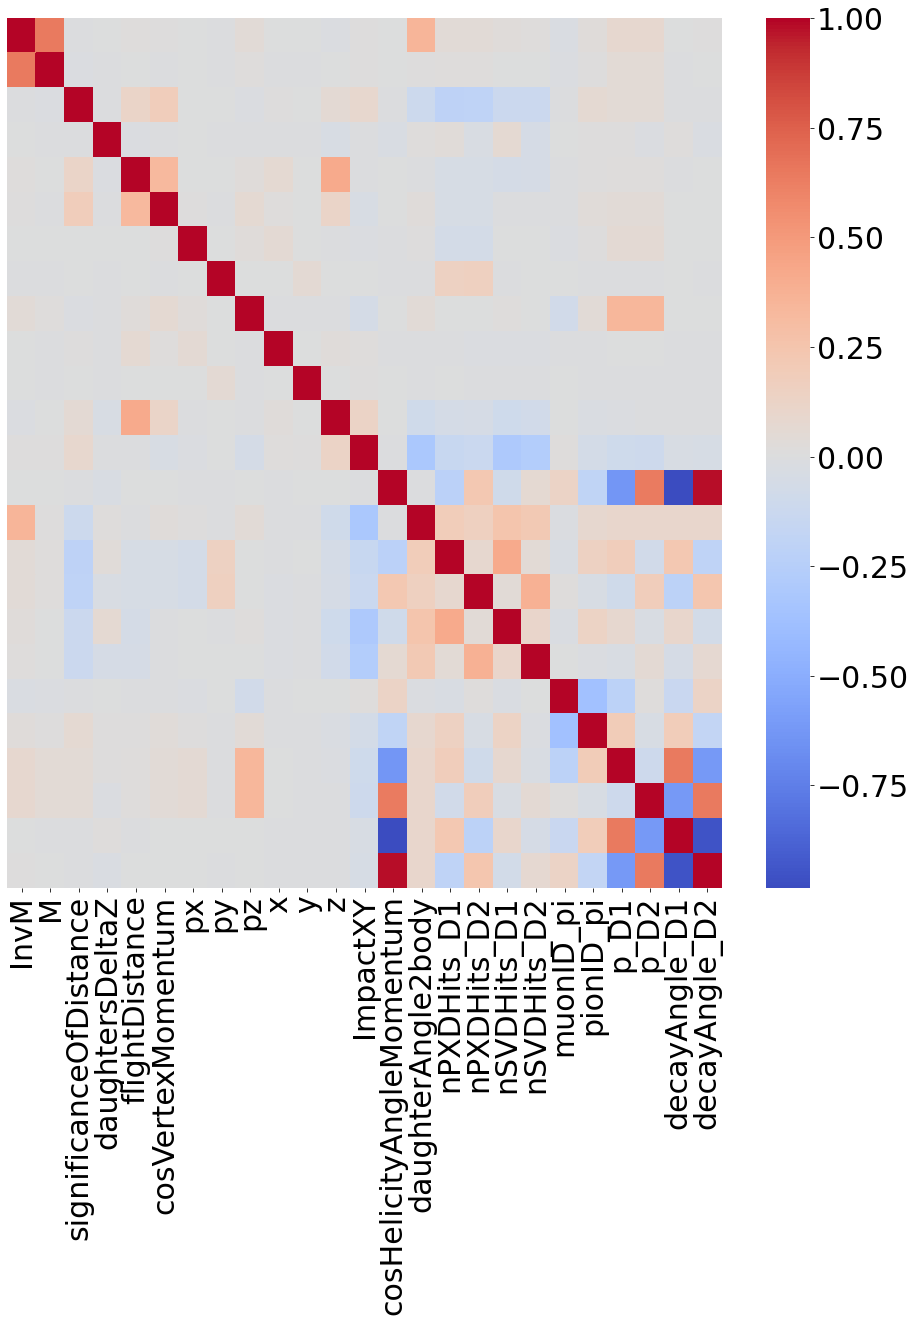 1.00
0.75
0.50
0.25
0.00
−0.25
−0.50
−0.75
InvM
M
significanceOfDistance
daughtersDeltaZ
flightDistance
cosVertexMomentum
px
py
pz
x
y
z
ImpactXY
cosHelicityAngleMomentum
daughterAngle2body
nPXDHits_D1
nPXDHits_D2
nSVDHits_D1
nSVDHits_D2
muonID_pi
pionID_pi
p_D1
p_D2
decayAngle_D1
decayAngle_D2